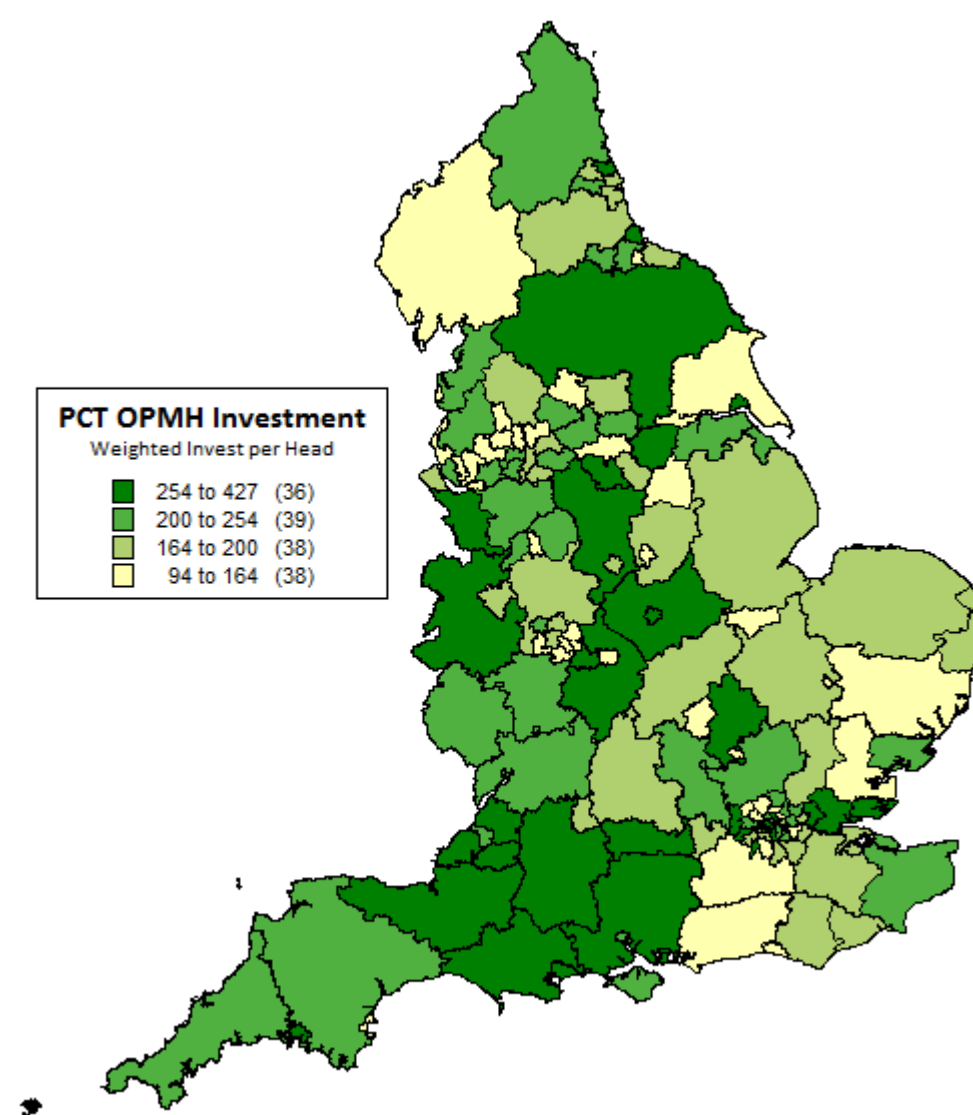 PCT OPMH Investment
Weighted Invest per Head
254 to 427 (36)
200 to 254 (39)
164 to 200 (38)
94 to 164 (38)